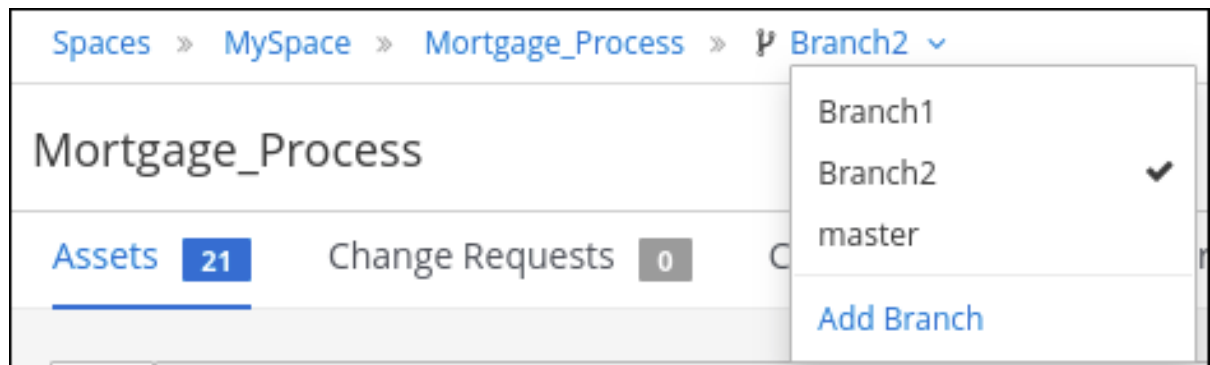 Spaces » MySpace » Mortgage_Process » Branch2
Branch1
Mortgage_Process
Branch2
master
Assets 21 Change Requests 0 C
Add Branch